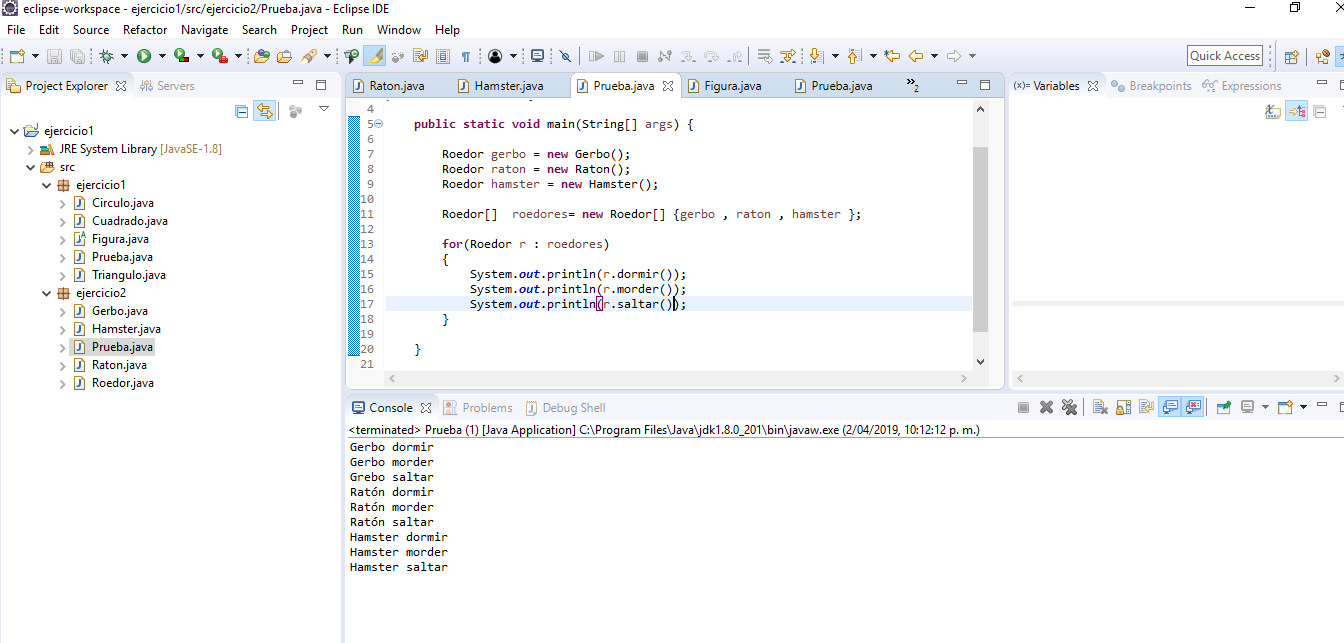 eclipse-workspace - ejercicio1/src/ejercicio2/Prueba.java - Eclipse IDE
File Edit Source Refactor Navigate Search Project Run Window Help
Quick Access
Project Explorer Servers
ejercicio1
JRE System Library [JavaSE-1.8]
src
ejercicio1
Circulo.java
Cuadrado.java
Figura.java
Prueba.java
Triangulo.java
ejercicio2
Gerbo.java
Hamster.java
Prueba.java
Raton.java
Roedor.java
Raton.java Hamster.java Prueba.java Figura.java Prueba.java »2
4
5 public static void main(String[] args) {
6
7 Roedor gerbo = new Gerbo();
8 Roedor raton = new Raton();
9 Roedor hamster = new Hamster();
10
11 Roedor[]  roedores= new Roedor[] {gerbo , raton , hamster };
12
13 for(Roedor r : roedores)
14 {
15 System.out.println(r.dormir());
16 System.out.println(r.morder());
17 System.out.println(r.saltar());
18 }
19
20 }
21
(x)= Variables Breakpoints Expressions
Console Problems Debug Shell
<terminated> Prueba (1) [Java Application] C:\Program Files\Java\jdk1.8.0_201\bin\javaw.exe (2/04/2019, 10:12:12 p. m.)
Gerbo dormir
Gerbo morder
Grebo saltar
Ratón dormir
Ratón morder
Ratón saltar
Hamster dormir
Hamster morder
Hamster saltar